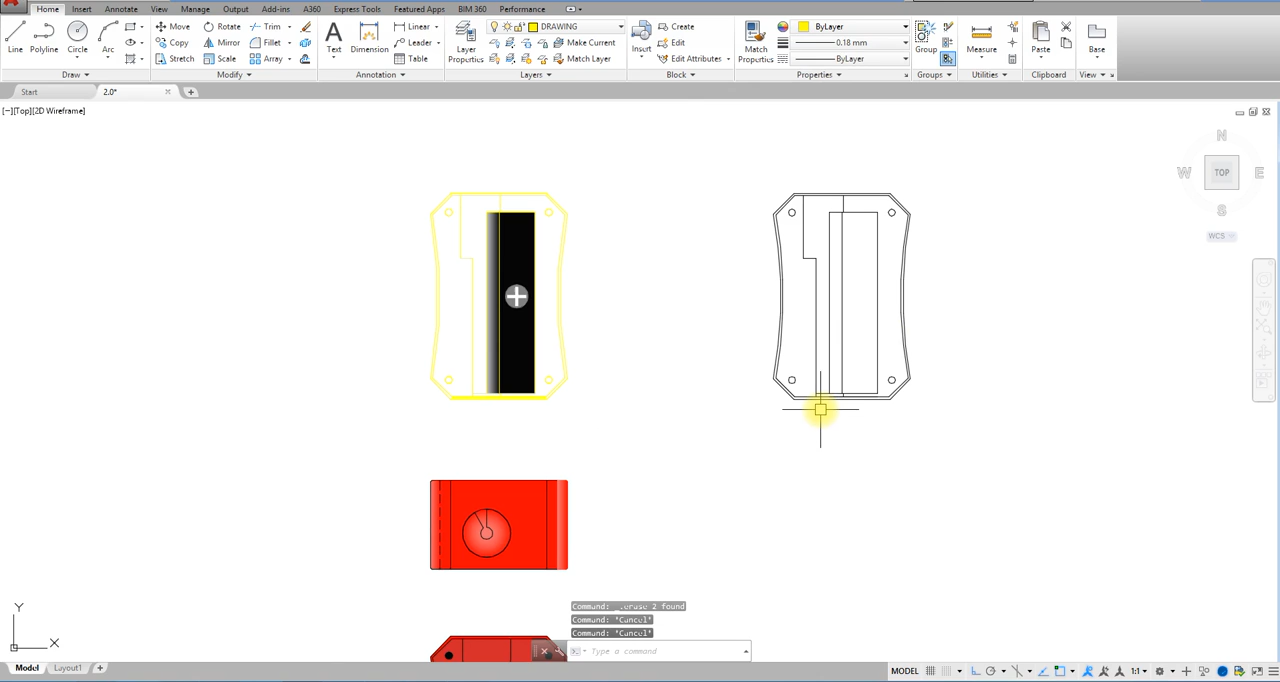 Home Insert Annotate View Manage Output Add-ins A360 Express Tools Featured Apps BIM 360 Performance
Line Polyline Circle Arc
Move Rotate Trim
Copy Mirror Fillet
Stretch Scale Array
Text Dimension
Linear
Leader
Table
Layer Properties
DRAWING
Make Current
Match Layer
Insert
Create
Edit
Edit Attributes
Match Properties
ByLayer
0.18 mm
ByLayer
Group Measure Paste Base
Draw Modify Annotation Layers Block Properties Groups Utilities Clipboard View
Start 2.0*
[−][Top][2D Wireframe]
N
W TOP E
S
WCS
Y
X
Command: _.erase 2 found
Command: *Cancel*
Command: *Cancel*
Type a command
Model Layout1 +
MODEL 1:1